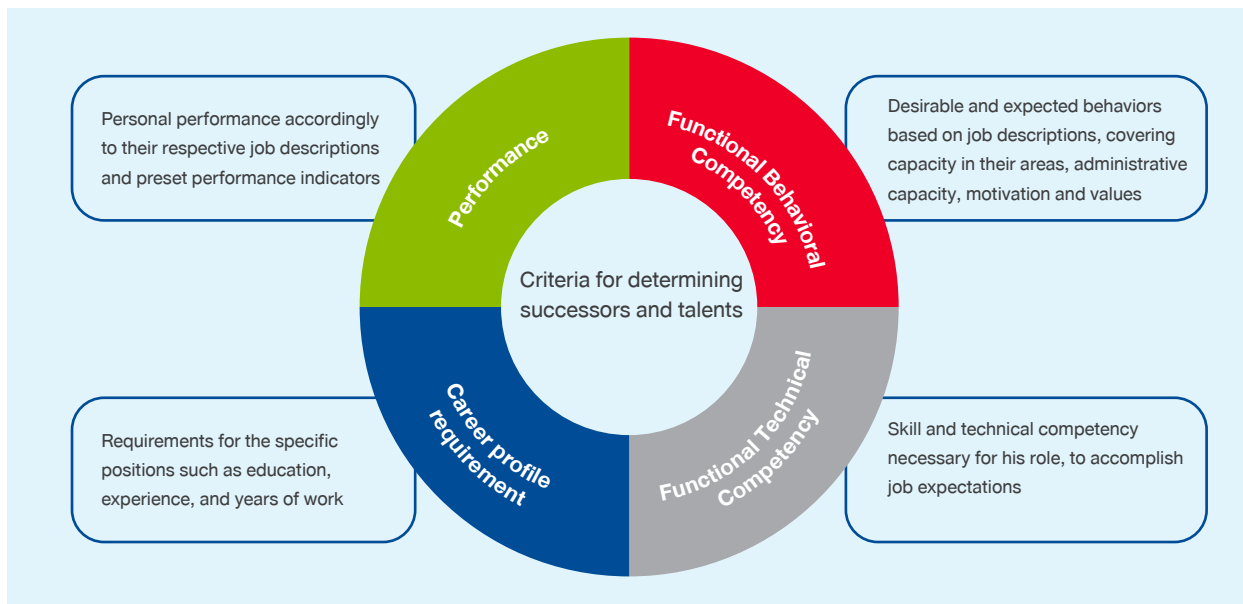 Personal performance accordingly
to their respective job descriptions
and preset performance indicators
Performance
Functional Behavioral
Competency
Desirable and expected behaviors
based on job descriptions, covering
capacity in their areas, administrative
capacity, motivation and values
Criteria for determining
successors and talents
Requirements for the specific
positions such as education,
experience, and years of work
Career profile
requirement
Functional Technical
Competency
Skill and technical competency
necessary for his role, to accomplish
job expectations